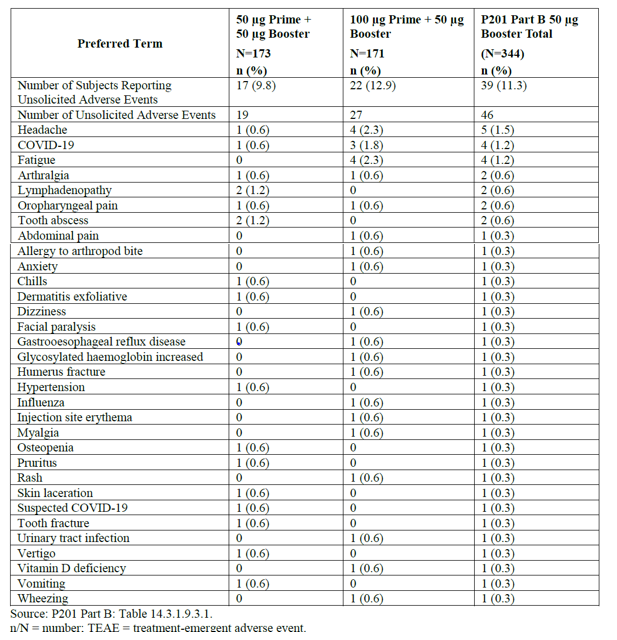 Preferred Term | 50 µg Prime + 50 µg Booster N=173 n (%) | 100 µg Prime + 50 µg Booster N=171 n (%) | P201 Part B 50 µg Booster Total (N=344) n (%)
Number of Subjects Reporting Unsolicited Adverse Events | 17 (9.8) | 22 (12.9) | 39 (11.3)
Number of Unsolicited Adverse Events | 19 | 27 | 46
Headache | 1 (0.6) | 4 (2.3) | 5 (1.5)
COVID-19 | 1 (0.6) | 3 (1.8) | 4 (1.2)
Fatigue | 0 | 4 (2.3) | 4 (1.2)
Arthralgia | 1 (0.6) | 1 (0.6) | 2 (0.6)
Lymphadenopathy | 2 (1.2) | 0 | 2 (0.6)
Oropharyngeal pain | 1 (0.6) | 1 (0.6) | 2 (0.6)
Tooth abscess | 2 (1.2) | 0 | 2 (0.6)
Abdominal pain | 0 | 1 (0.6) | 1 (0.3)
Allergy to arthropod bite | 0 | 1 (0.6) | 1 (0.3)
Anxiety | 0 | 1 (0.6) | 1 (0.3)
Chills | 1 (0.6) | 0 | 1 (0.3)
Dermatitis exfoliative | 1 (0.6) | 0 | 1 (0.3)
Dizziness | 0 | 1 (0.6) | 1 (0.3)
Facial paralysis | 1 (0.6) | 0 | 1 (0.3)
Gastrooesophageal reflux disease | 0 | 1 (0.6) | 1 (0.3)
Glycosylated haemoglobin increased | 0 | 1 (0.6) | 1 (0.3)
Humerus fracture | 0 | 1 (0.6) | 1 (0.3)
Hypertension | 1 (0.6) | 0 | 1 (0.3)
Influenza | 0 | 1 (0.6) | 1 (0.3)
Injection site erythema | 0 | 1 (0.6) | 1 (0.3)
Myalgia | 0 | 1 (0.6) | 1 (0.3)
Osteopenia | 1 (0.6) | 0 | 1 (0.3)
Pruritus | 1 (0.6) | 0 | 1 (0.3)
Rash | 0 | 1 (0.6) | 1 (0.3)
Skin laceration | 1 (0.6) | 0 | 1 (0.3)
Suspected COVID-19 | 1 (0.6) | 0 | 1 (0.3)
Tooth fracture | 1 (0.6) | 0 | 1 (0.3)
Urinary tract infection | 0 | 1 (0.6) | 1 (0.3)
Vertigo | 1 (0.6) | 0 | 1 (0.3)
Vitamin D deficiency | 0 | 1 (0.6) | 1 (0.3)
Vomiting | 1 (0.6) | 0 | 1 (0.3)
Wheezing | 0 | 1 (0.6) | 1 (0.3)
Source: P201 Part B: Table 14.3.1.9.3.1.
n/N = number; TEAE = treatment-emergent adverse event.